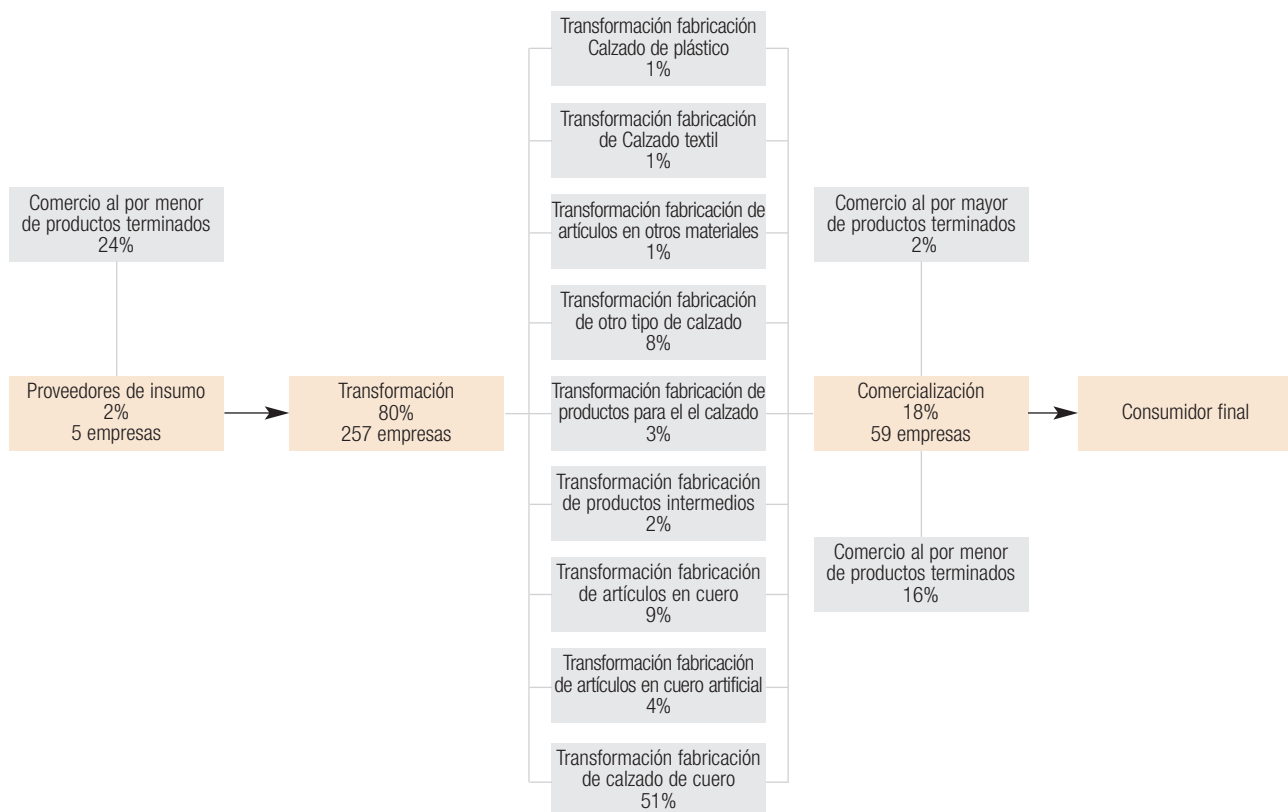 Comercio al por menor
de productos terminados
24%
Proveedores de insumo
2%
5 empresas
Transformación
80%
257 empresas
Transformación fabricación
Calzado de plástico
1%
Transformación fabricación
de Calzado textil
1%
Transformación fabricación de
artículos en otros materiales
1%
Transformación fabricación
de otro tipo de calzado
8%
Transformación fabricación de
productos para el el calzado
3%
Transformación fabricación
de productos intermedios
2%
Transformación fabricación
de artículos en cuero
9%
Transformación fabricación
de artículos en cuero artificial
4%
Transformación fabricación
de calzado de cuero
51%
Comercio al por mayor
de productos terminados
2%
Comercialización
18%
59 empresas
Comercio al por menor
de productos terminados
16%
Consumidor final